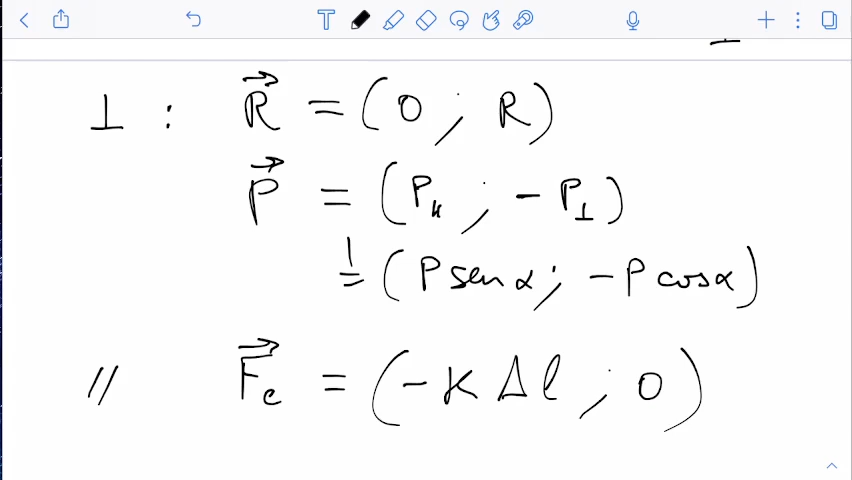 ⊥ : R⃗ = (0 ; R)
P⃗ = (P∥ ; -P⊥)
= (P sen α ; -P cos α)
// F⃗e = (-K Δl ; 0)